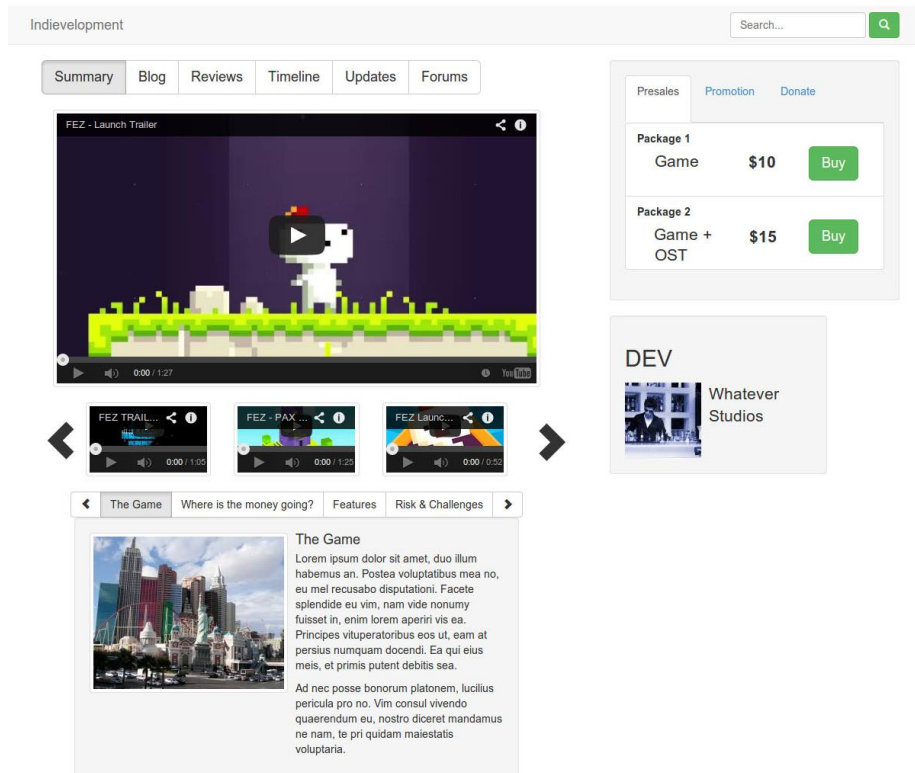 Indievelopment
Search...
Summary Blog Reviews Timeline Updates Forums
FEZ - Launch Trailer
0:00 / 1:27
YouTube
FEZ TRAIL...
0:00 / 1:05
FEZ - PAX ...
0:00 / 1:25
FEZ Launc...
0:00 / 0:52
The Game Where is the money going? Features Risk & Challenges
The Game
Lorem ipsum dolor sit amet, duo illum
habemus an. Postea voluptatibus mea no,
eu mel recusabo disputationi. Facete
splendide eu vim, nam vide nonumy
fuisset in, enim lorem aperiri vis ea.
Principes vituperatoribus eos ut, eam at
persius numquam docendi. Ea qui eius
meis, et primis putent debitis sea.
Ad nec posse bonorum platonem, lucilius
pericula pro no. Vim consul vivendo
quaerendum eu, nostro diceret mandamus
ne nam, te pri quidam maiestatis
voluptaria.
Presales Promotion Donate
Package 1
Game $10 Buy
Package 2
Game + $15 Buy
OST
DEV
Whatever
Studios